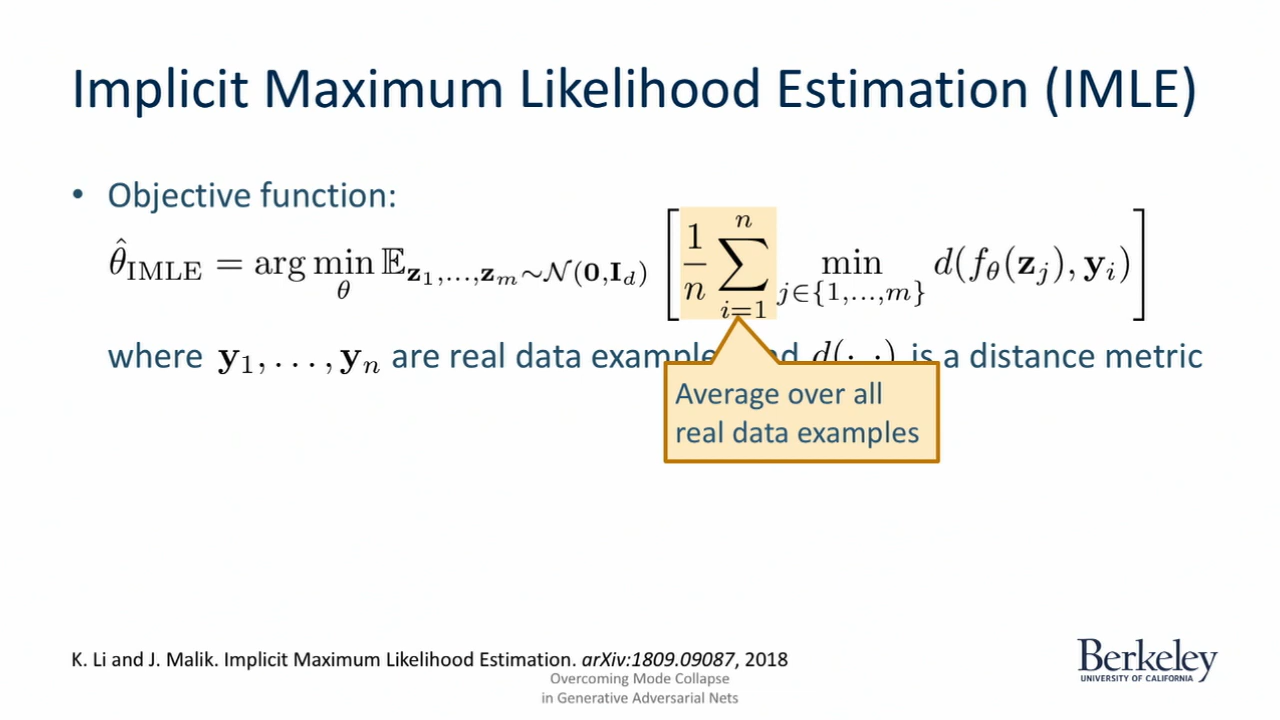 Implicit Maximum Likelihood Estimation (IMLE)
• Objective function:
θ̂_IMLE = arg min_θ 𝔼_{z_1,...,z_m∼𝒩(0,I_d)} [ 1/n ∑_{i=1}^{n} min_{j∈{1,...,m}} d(f_θ(z_j), y_i) ]
where y_1, . . . , y_n are real data d(·, ·) is a distance metric
Average over all
real data examples
K. Li and J. Malik. Implicit Maximum Likelihood Estimation. arXiv:1809.09087, 2018
Overcoming Mode Collapse
in Generative Adversarial Nets
Berkeley
UNIVERSITY OF CALIFORNIA